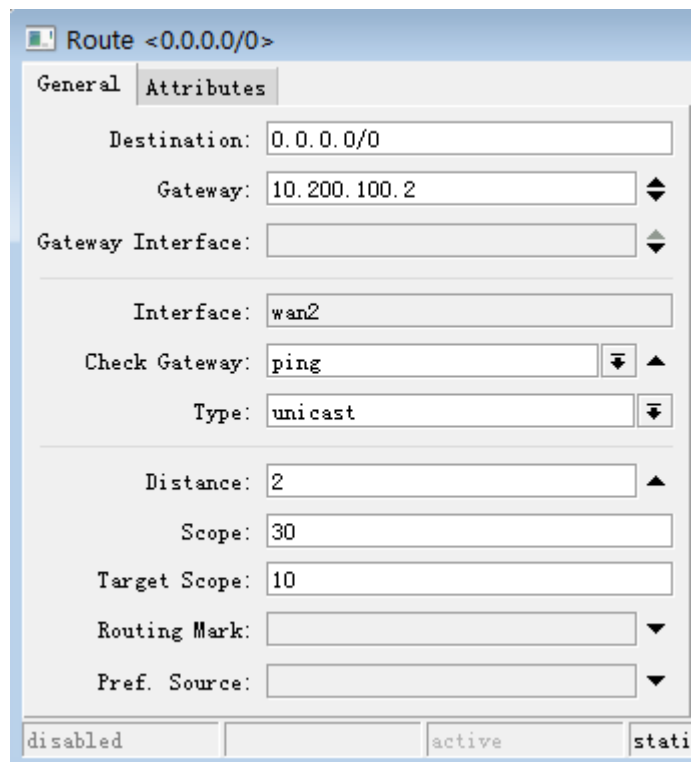 Route <0.0.0.0/0>
General Attributes
Destination: 0.0.0.0/0
Gateway: 10.200.100.2
Gateway Interface:
Interface: wan2
Check Gateway: ping
Type: unicast
Distance: 2
Scope: 30
Target Scope: 10
Routing Mark:
Pref. Source:
disabled active stati